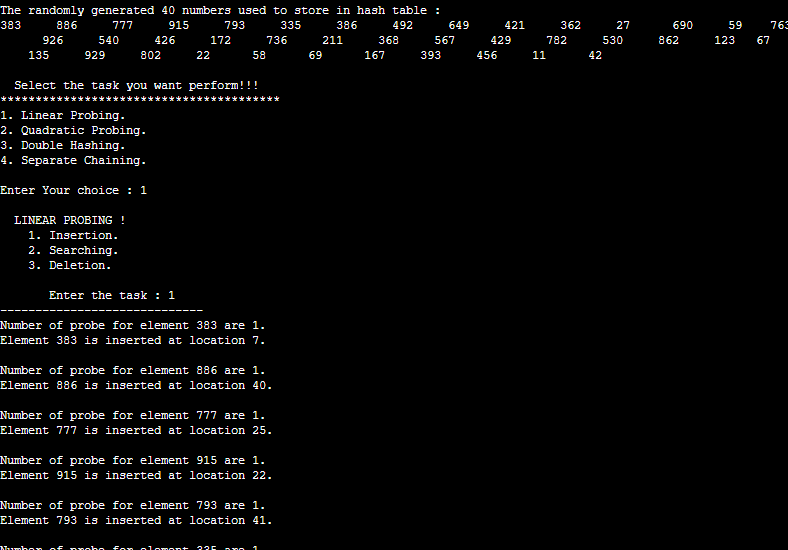 The randomly generated 40 numbers used to store in hash table :
383 886 777 915 793 335 386 492 649 421 362 27 690 59 763
926 540 426 172 736 211 368 567 429 782 530 862 123 67
135 929 802 22 58 69 167 393 456 11 42
Select the task you want perform!!!
****************************************
1. Linear Probing.
2. Quadratic Probing.
3. Double Hashing.
4. Separate Chaining.
Enter Your choice : 1
LINEAR PROBING !
1. Insertion.
2. Searching.
3. Deletion.
Enter the task : 1
-----------------------------
Number of probe for element 383 are 1.
Element 383 is inserted at location 7.
Number of probe for element 886 are 1.
Element 886 is inserted at location 40.
Number of probe for element 777 are 1.
Element 777 is inserted at location 25.
Number of probe for element 915 are 1.
Element 915 is inserted at location 22.
Number of probe for element 793 are 1.
Element 793 is inserted at location 41.
Number of probe for element 335 are 1.